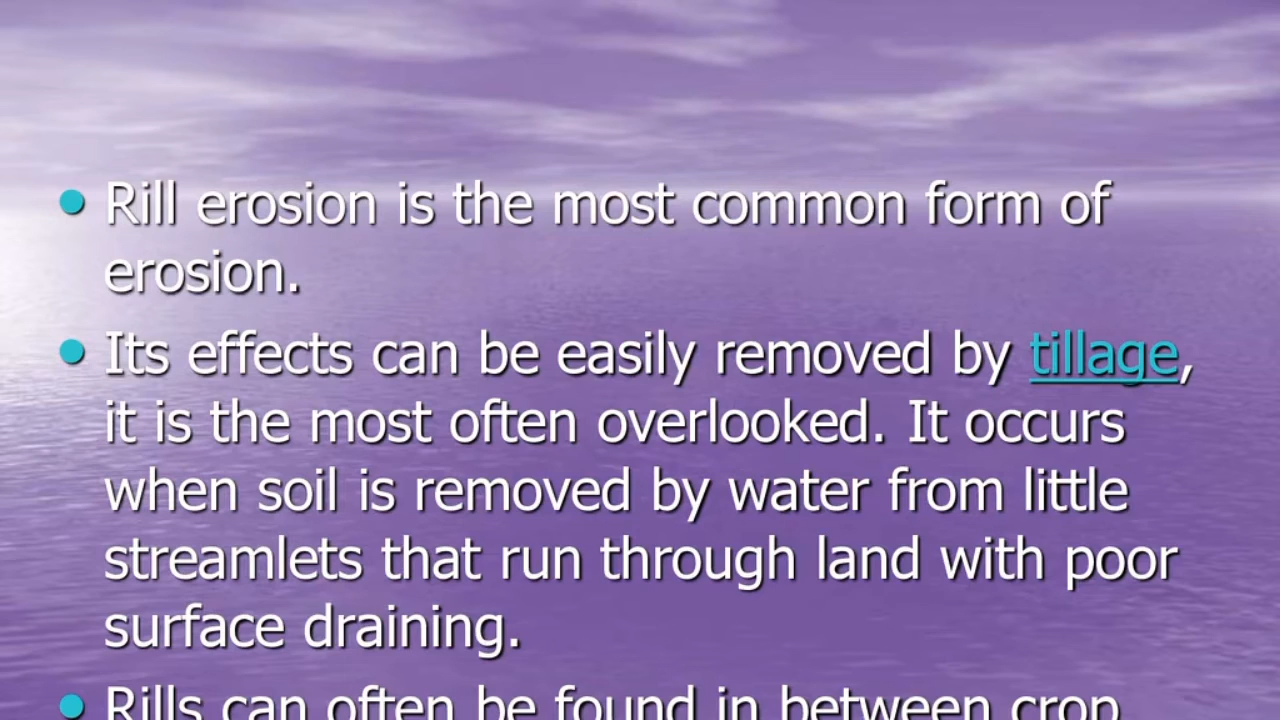 • Rill erosion is the most common form of
erosion.
• Its effects can be easily removed by tillage,
it is the most often overlooked. It occurs
when soil is removed by water from little
streamlets that run through land with poor
surface draining.
• Rills can often be found in between crop